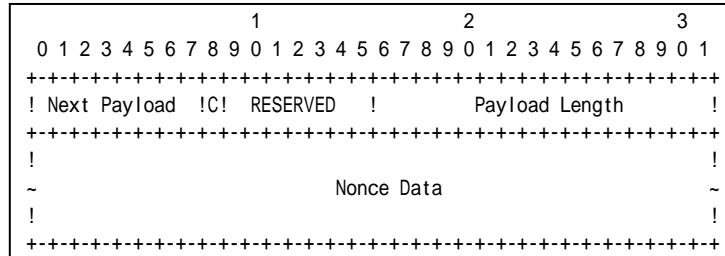 1                   2                   3
 0 1 2 3 4 5 6 7 8 9 0 1 2 3 4 5 6 7 8 9 0 1 2 3 4 5 6 7 8 9 0 1
+-+-+-+-+-+-+-+-+-+-+-+-+-+-+-+-+-+-+-+-+-+-+-+-+-+-+-+-+-+-+-+-+
! Next Payload  !C!  RESERVED   !         Payload Length        !
+-+-+-+-+-+-+-+-+-+-+-+-+-+-+-+-+-+-+-+-+-+-+-+-+-+-+-+-+-+-+-+-+
!                                                               !
~                            Nonce Data                         ~
!                                                               !
+-+-+-+-+-+-+-+-+-+-+-+-+-+-+-+-+-+-+-+-+-+-+-+-+-+-+-+-+-+-+-+-+